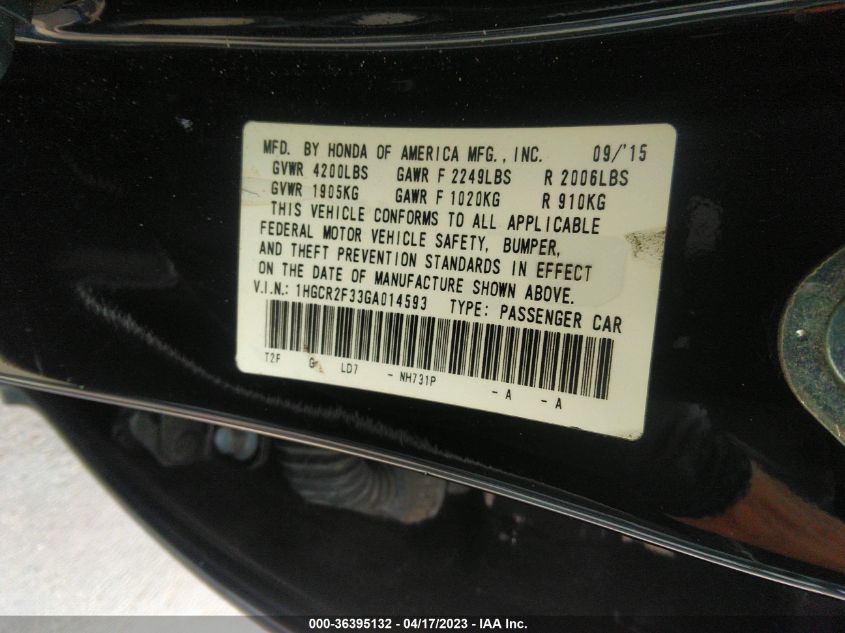 MFD. BY HONDA OF AMERICA MFG., INC. 09/'15
GVWR 4200LBS GAWR F 2249LBS R 2006LBS
GVWR 1905KG GAWR F 1020KG R 910KG
THIS VEHICLE CONFORMS TO ALL APPLICABLE
FEDERAL MOTOR VEHICLE SAFETY, BUMPER,
AND THEFT PREVENTION STANDARDS IN EFFECT
ON THE DATE OF MANUFACTURE SHOWN ABOVE.
V.I.N.: 1HGCR2F33GA014593 TYPE: PASSENGER CAR
T2F G LD7 - NH731P - A - A
000-36395132 - 04/17/2023 - IAA Inc.